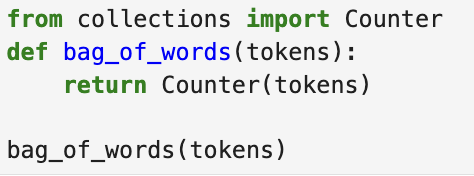 from collections import Counter
def bag_of_words(tokens):
    return Counter(tokens)

bag_of_words(tokens)